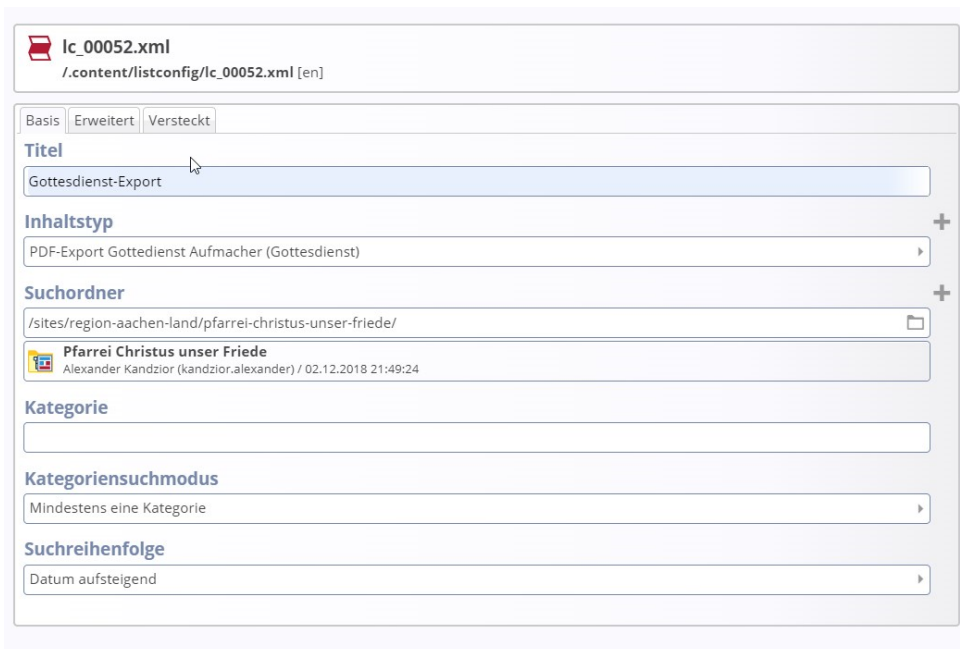 lc_00052.xml
/.content/listconfig/lc_00052.xml [en]
Basis Erweitert Versteckt
Titel
Gottesdienst-Export
Inhaltstyp
PDF-Export Gottedienst Aufmacher (Gottesdienst)
Suchordner
/sites/region-aachen-land/pfarrei-christus-unser-friede/
Pfarrei Christus unser Friede
Alexander Kandzior (kandzior.alexander) / 02.12.2018 21:49:24
Kategorie
Kategoriensuchmodus
Mindestens eine Kategorie
Suchreihenfolge
Datum aufsteigend